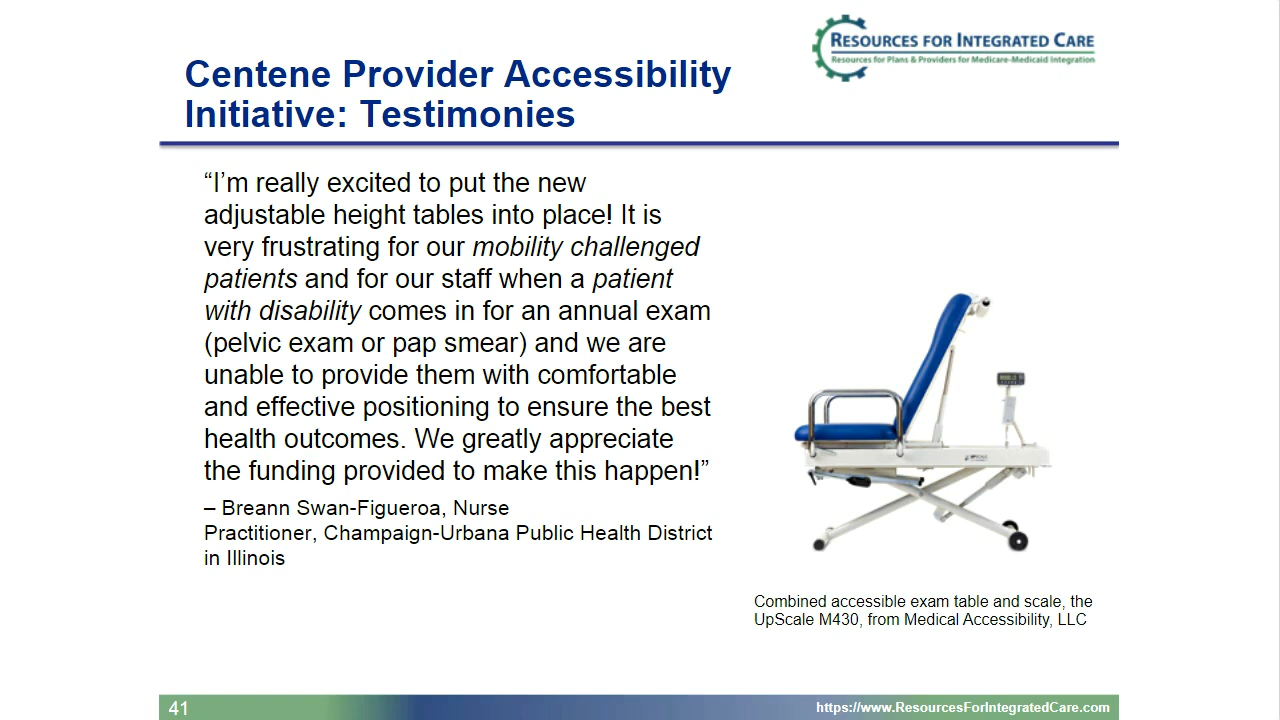 RESOURCES FOR INTEGRATED CARE
Resources for Plans & Providers for Medicare-Medicaid Integration
Centene Provider Accessibility
Initiative: Testimonies
“I’m really excited to put the new
adjustable height tables into place! It is
very frustrating for our mobility challenged
patients and for our staff when a patient
with disability comes in for an annual exam
(pelvic exam or pap smear) and we are
unable to provide them with comfortable
and effective positioning to ensure the best
health outcomes. We greatly appreciate
the funding provided to make this happen!”
– Breann Swan-Figueroa, Nurse
Practitioner, Champaign-Urbana Public Health District
in Illinois
Combined accessible exam table and scale, the
UpScale M430, from Medical Accessibility, LLC
41
https://www.ResourcesForIntegratedCare.com